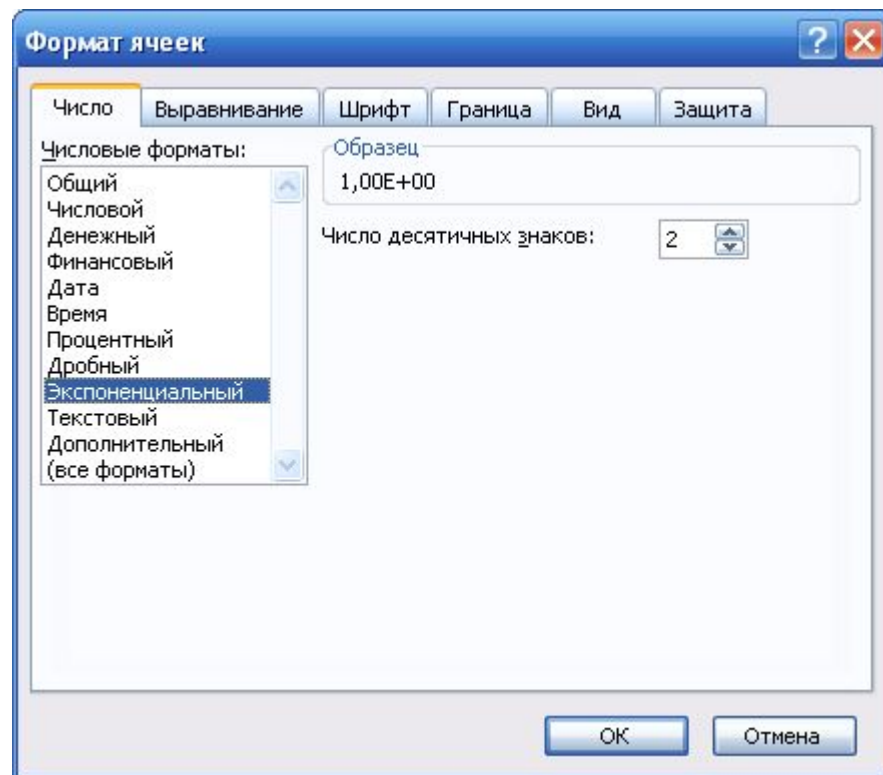 Формат ячеек
Число Выравнивание Шрифт Граница Вид Защита
Числовые форматы:
Общий
Числовой
Денежный
Финансовый
Дата
Время
Процентный
Дробный
Экспоненциальный
Текстовый
Дополнительный
(все форматы)
Образец
1,00E+00
Число десятичных знаков: 2
ОК Отмена